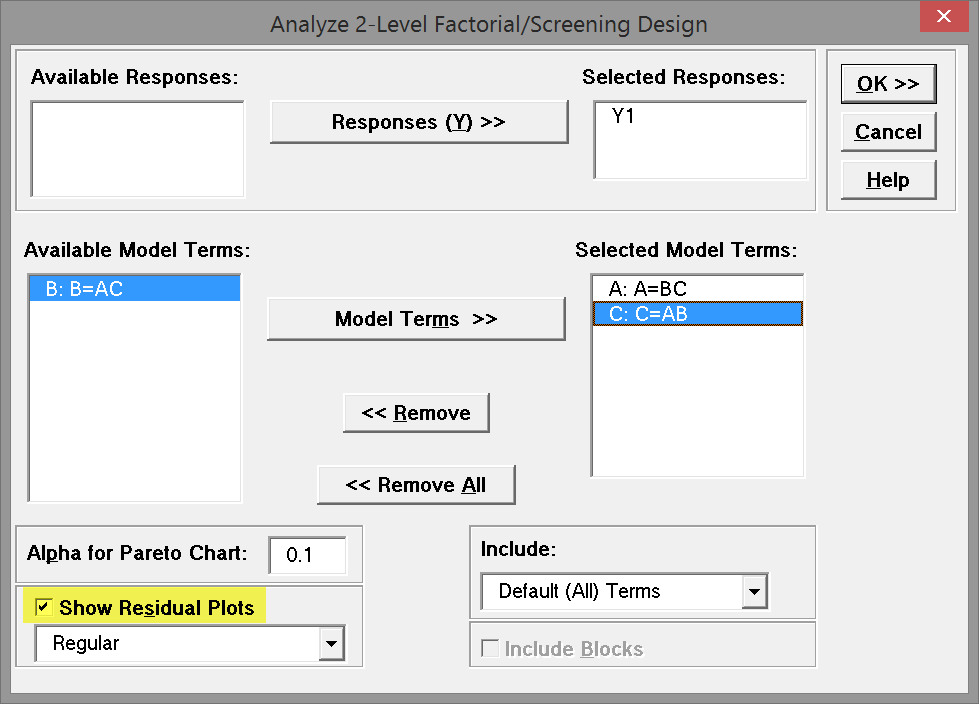 Analyze 2-Level Factorial/Screening Design
Available Responses:
Responses (Y) >>
Selected Responses:
Y1
OK >>
Cancel
Help
Available Model Terms:
B: B=AC
Model Terms >>
<< Remove
<< Remove All
Selected Model Terms:
A: A=BC
C: C=AB
Alpha for Pareto Chart:
0.1
Show Residual Plots
Regular
Include:
Default (All) Terms
Include Blocks